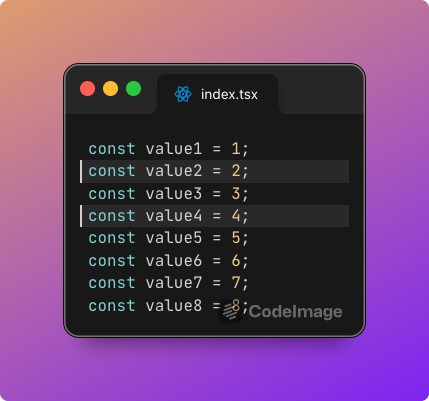 index.tsx
const value1 = 1;
const value2 = 2;
const value3 = 3;
const value4 = 4;
const value5 = 5;
const value6 = 6;
const value7 = 7;
const value8 = 8;
CodeImage